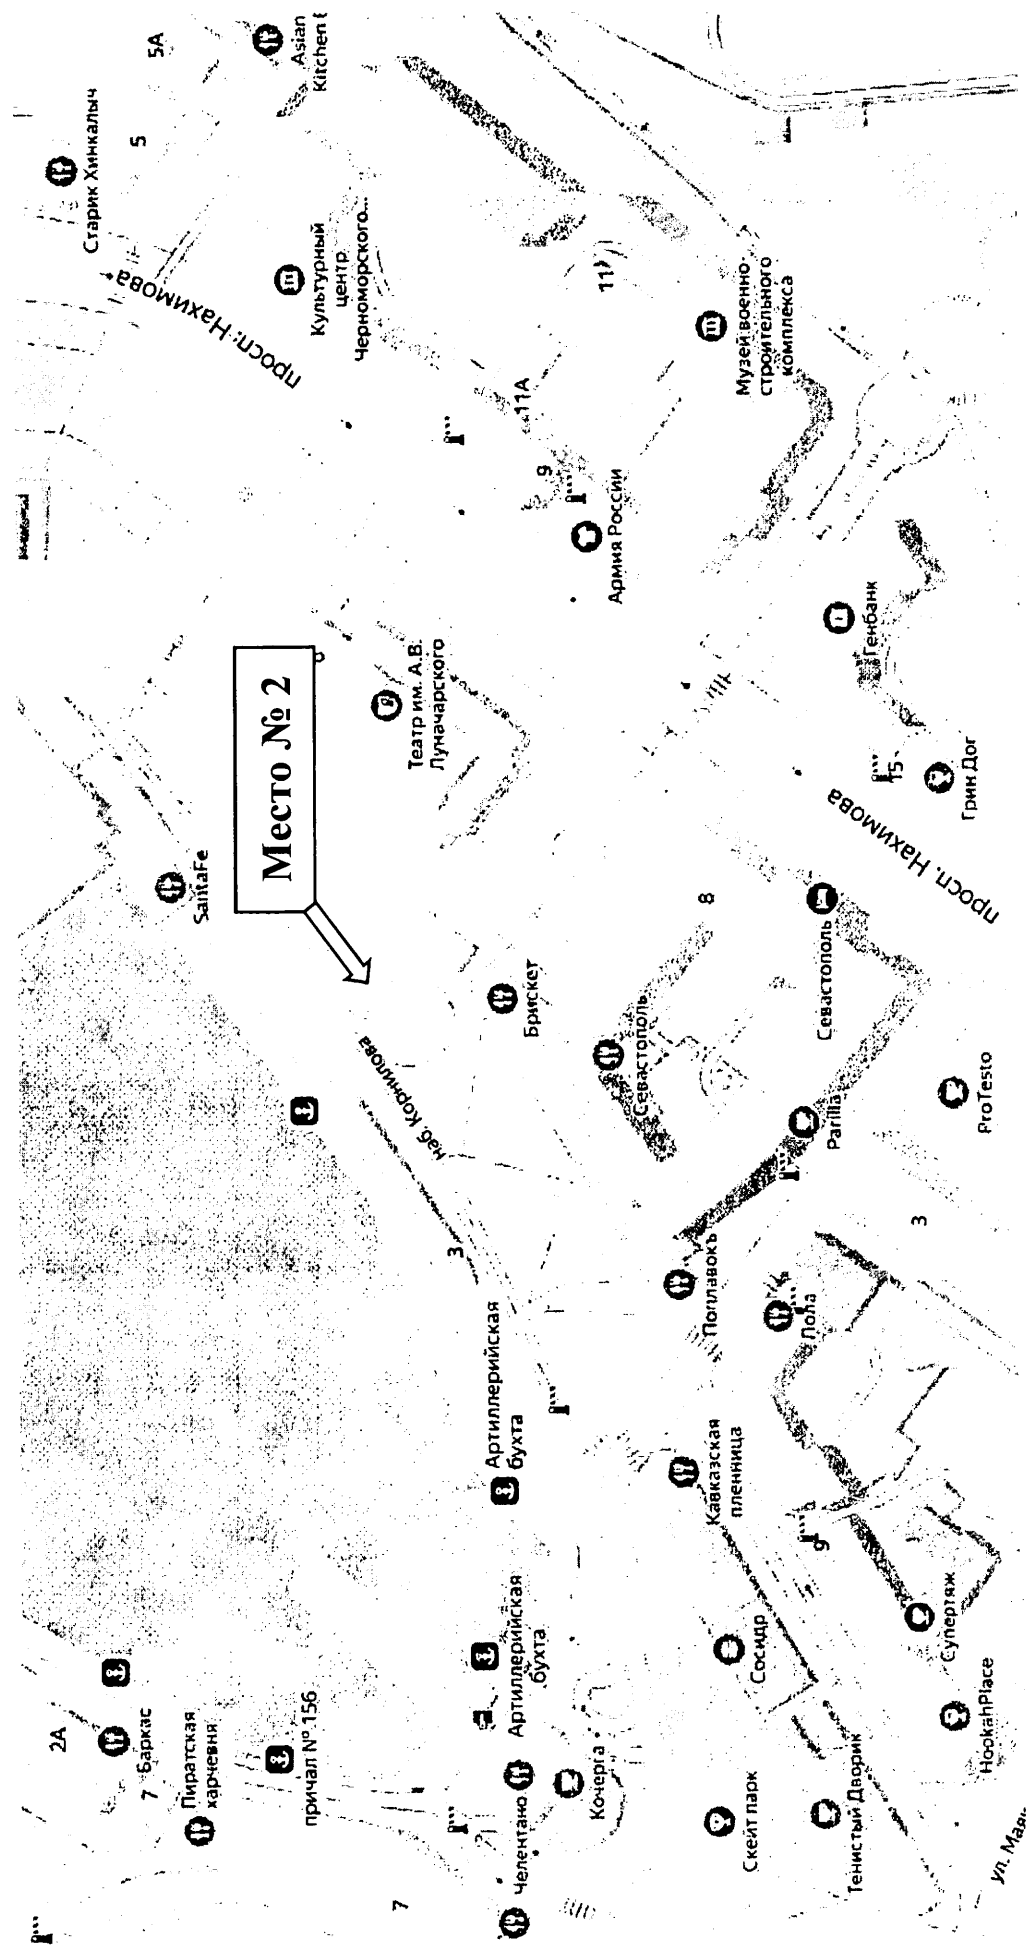 2А
Баркас
7
Пиратская
харчевня
причал № 156
7
Челентано
Артиллерийская
бухта
Кочерга
Скейт парк
Тенистый Дворик
Сосидр
HookahPlace
Супертяж
9
Кавказская
пленница
Артиллерийская
бухта
3
наб. Корнилова
Поплавокъ
Лола
3
Parilla
ProTesto
Севастополь
Севастополь
8
Брискет
SantaFe
Место № 2
Театр им. А.В.
Луначарского
просп. Нахимова
Грин Дог
15
Генбанк
Армия России
9
11А
11
Музей военно-
строительного
комплекса
Культурный
центр
Черноморского...
просп. Нахимова
Старик Хинкалыч
5
5А
Asian
Kitchen